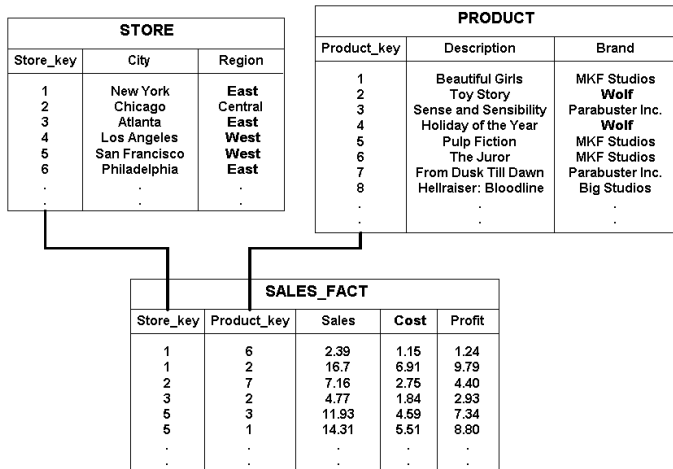 STORE
Store_key City Region
1 New York East
2 Chicago Central
3 Atlanta East
4 Los Angeles West
5 San Francisco West
6 Philadelphia East
. . .
. . .
PRODUCT
Product_key Description Brand
1 Beautiful Girls MKF Studios
2 Toy Story Wolf
3 Sense and Sensibility Parabuster Inc.
4 Holiday of the Year Wolf
5 Pulp Fiction MKF Studios
6 The Juror MKF Studios
7 From Dusk Till Dawn Parabuster Inc.
8 Hellraiser: Bloodline Big Studios
. . .
. . .
SALES_FACT
Store_key Product_key Sales Cost Profit
1 6 2.39 1.15 1.24
1 2 16.7 6.91 9.79
2 7 7.16 2.75 4.40
3 2 4.77 1.84 2.93
5 3 11.93 4.59 7.34
5 1 14.31 5.51 8.80
. . . . .
. . . . .